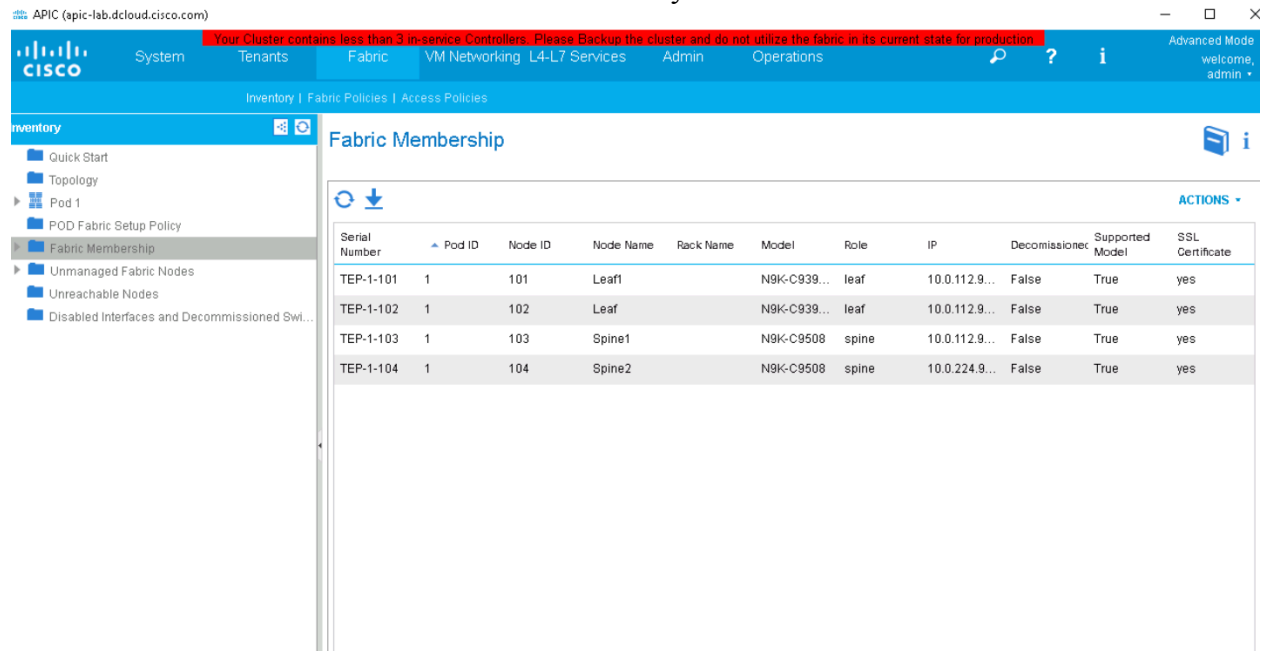 APIC (apic-lab.dcloud.cisco.com)
Your Cluster contains less than 3 in-service Controllers. Please Backup the cluster and do not utilize the fabric in its current state for production.
CISCO System Tenants Fabric VM Networking L4-L7 Services Admin Operations ? i
Advanced Mode
welcome,
admin
Inventory | Fabric Policies | Access Policies
nventory
Quick Start
Topology
Pod 1
POD Fabric Setup Policy
Fabric Membership
Unmanaged Fabric Nodes
Unreachable Nodes
Disabled Interfaces and Decommissioned Swi...
Fabric Membership i
ACTIONS
Serial Number Pod ID Node ID Node Name Rack Name Model Role IP Decomissioned Supported Model SSL Certificate
TEP-1-101 1 101 Leaf1 N9K-C939... leaf 10.0.112.9... False True yes
TEP-1-102 1 102 Leaf N9K-C939... leaf 10.0.112.9... False True yes
TEP-1-103 1 103 Spine1 N9K-C9508 spine 10.0.112.9... False True yes
TEP-1-104 1 104 Spine2 N9K-C9508 spine 10.0.224.9... False True yes